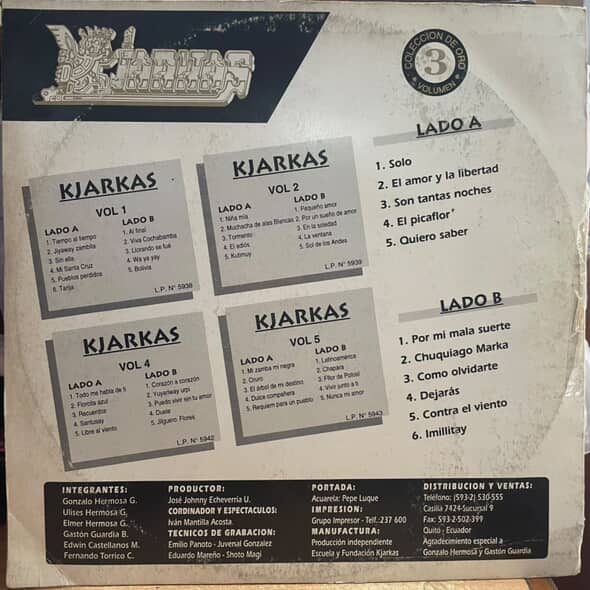 KJARKAS
COLECCION DE ORO
3
VOLUMEN
LADO A
1. Solo
2. El amor y la libertad
3. Son tantas noches
4. El picaflor
5. Quiero saber
LADO B
1. Por mi mala suerte
2. Chuquiago Marka
3. Como olvidarte
4. Dejarás
5. Contra el viento
6. Imillitay
KJARKAS
VOL 1
LADO A
1. Tiempo al tiempo
2. Jiyaway zambita
3. Sin ella
4. Mi Santa Cruz
5. Pueblos perdidos
6. Tarija
LADO B
1. Al final
2. Viva Cochabamba
3. Llorando se fué
4. Wa ya yay
5. Bolivia
L.P. N° 5938
KJARKAS
VOL 2
LADO A
1. Niña mía
2. Muchacha de alas Blancas
3. Tormento
4. El adiós
5. Kutimuy
LADO B
1. Pequeño amor
2. Por un sueño de amor
3. En la soledad
4. La ventana
5. Sol de los Andes
L.P. N° 5939
KJARKAS
VOL 4
LADO A
1. Todo me habla de ti
2. Florcita azul
3. Recuerdos
4. Santusay
5. Libre al viento
LADO B
1. Corazón a corazón
2. Yuyariway urpi
3. Puedo vivir sin tu amor
4. Duele
5. Jilguero Flores
L.P. N° 5942
KJARKAS
VOL 5
LADO A
1. Mi zamba mi negra
2. Oruro
3. El árbol de mi destino
4. Dulce compañera
5. Requiem para un pueblo
LADO B
1. Latinoamérica
2. Chapara
3. Fflor de Potosí
4. Vivir junto a ti
5. Nunca mi amor
L.P. N° 5943
INTEGRANTES:
Gonzalo Hermosa G.
Ulises Hermosa G.
Elmer Hermosa G.
Gastón Guardia B.
Edwin Castellanos M.
Fernando Torrico C.
PRODUCTOR:
José Johnny Echeverría U.
CORDINADOR Y ESPECTACULOS:
Iván Mantilla Acosta
TECNICOS DE GRABACION:
Emilio Panoto - Juvenal Gonzalez
Eduardo Mareño - Shoto Magi
PORTADA:
Acuarela: Pepe Luque
IMPRESION:
Grupo Impresor - Telf.:237 600
MANUFACTURA:
Producción independiente
Escuela y Fundación Kjarkas
DISTRIBUCION Y VENTAS:
Teléfono: (593-2) 530-555
Casilla 7424-Sucursal 9
Fax: 593-2-502-399
Quito - Ecuador
Agradecimiento especial a
Gonzalo Hermosa y Gastón Guardia